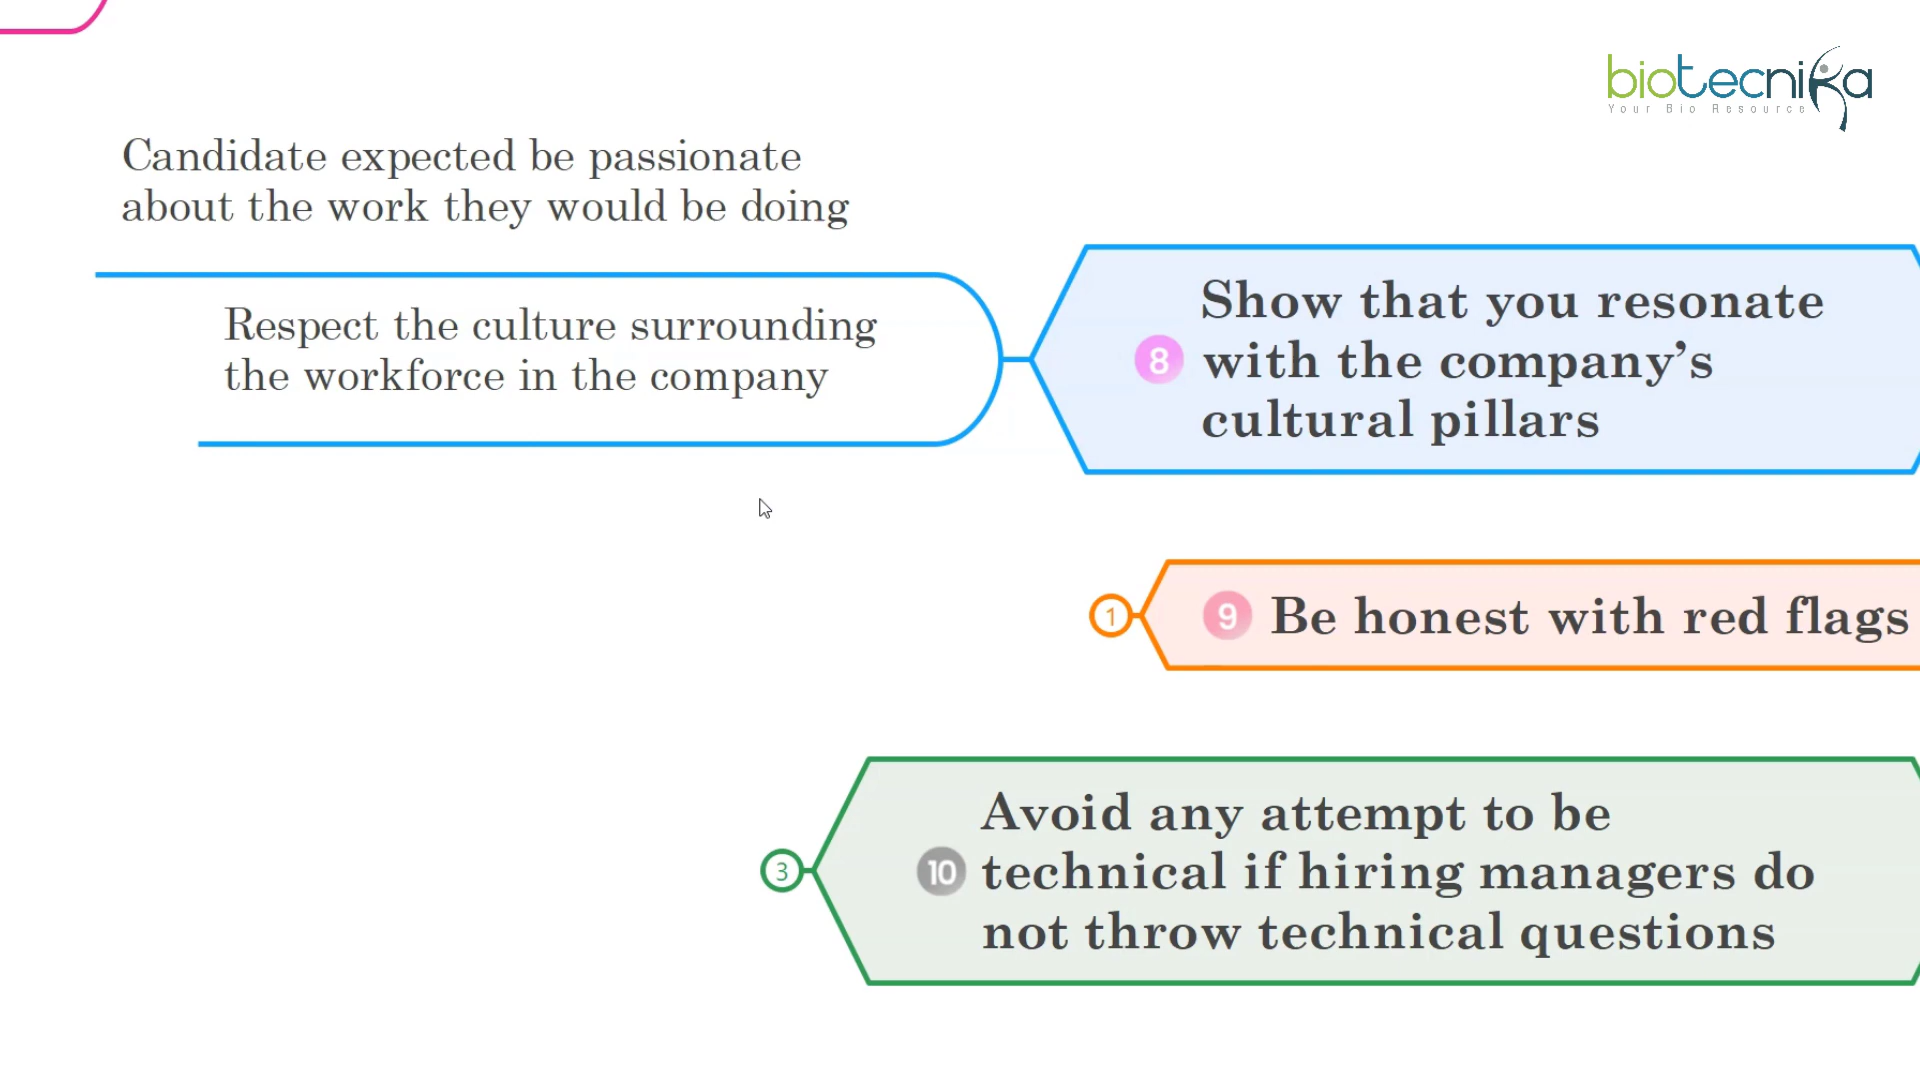 biotecnika
Your Bio Resource
Candidate expected be passionate
about the work they would be doing
Respect the culture surrounding
the workforce in the company
8
Show that you resonate
with the company's
cultural pillars
1
9 Be honest with red flags
3
10
Avoid any attempt to be
technical if hiring managers do
not throw technical questions